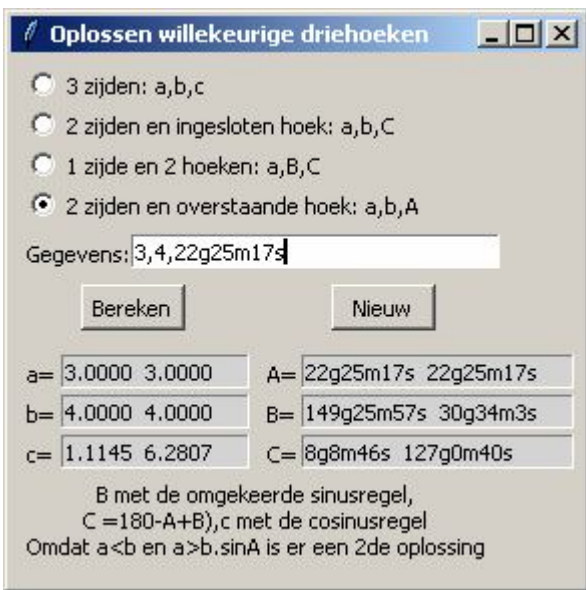 Oplossen willekeurige driehoeken
3 zijden: a,b,c
2 zijden en ingesloten hoek: a,b,C
1 zijde en 2 hoeken: a,B,C
2 zijden en overstaande hoek: a,b,A
Gegevens: 3,4,22g25m17s
Bereken Nieuw
a= 3.0000 3.0000 A= 22g25m17s 22g25m17s
b= 4.0000 4.0000 B= 149g25m57s 30g34m3s
c= 1.1145 6.2807 C= 8g8m46s 127g0m40s
B met de omgekeerde sinusregel,
C =180-A+B),c met de cosinusregel
Omdat a<b en a>b.sinA is er een 2de oplossing